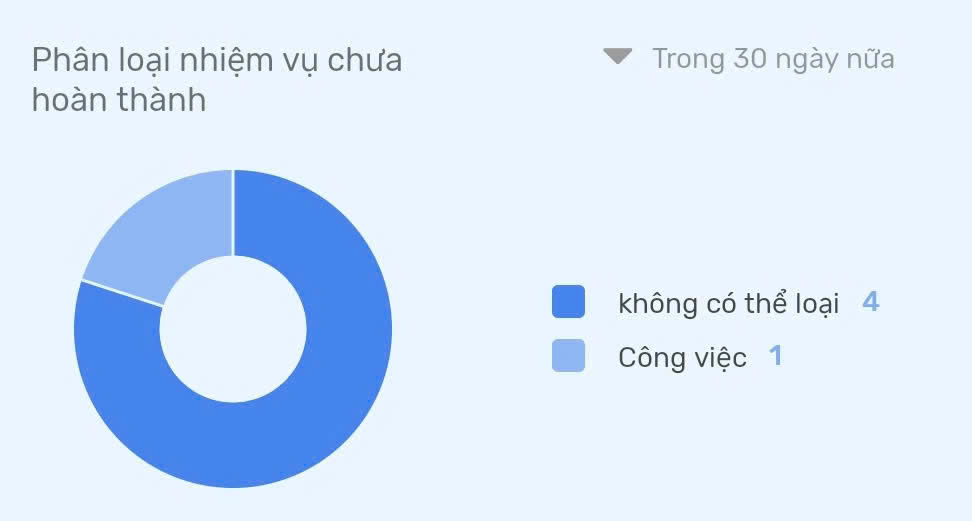 Phân loại nhiệm vụ chưa
hoàn thành
Trong 30 ngày nữa
không có thể loại 4
Công việc 1